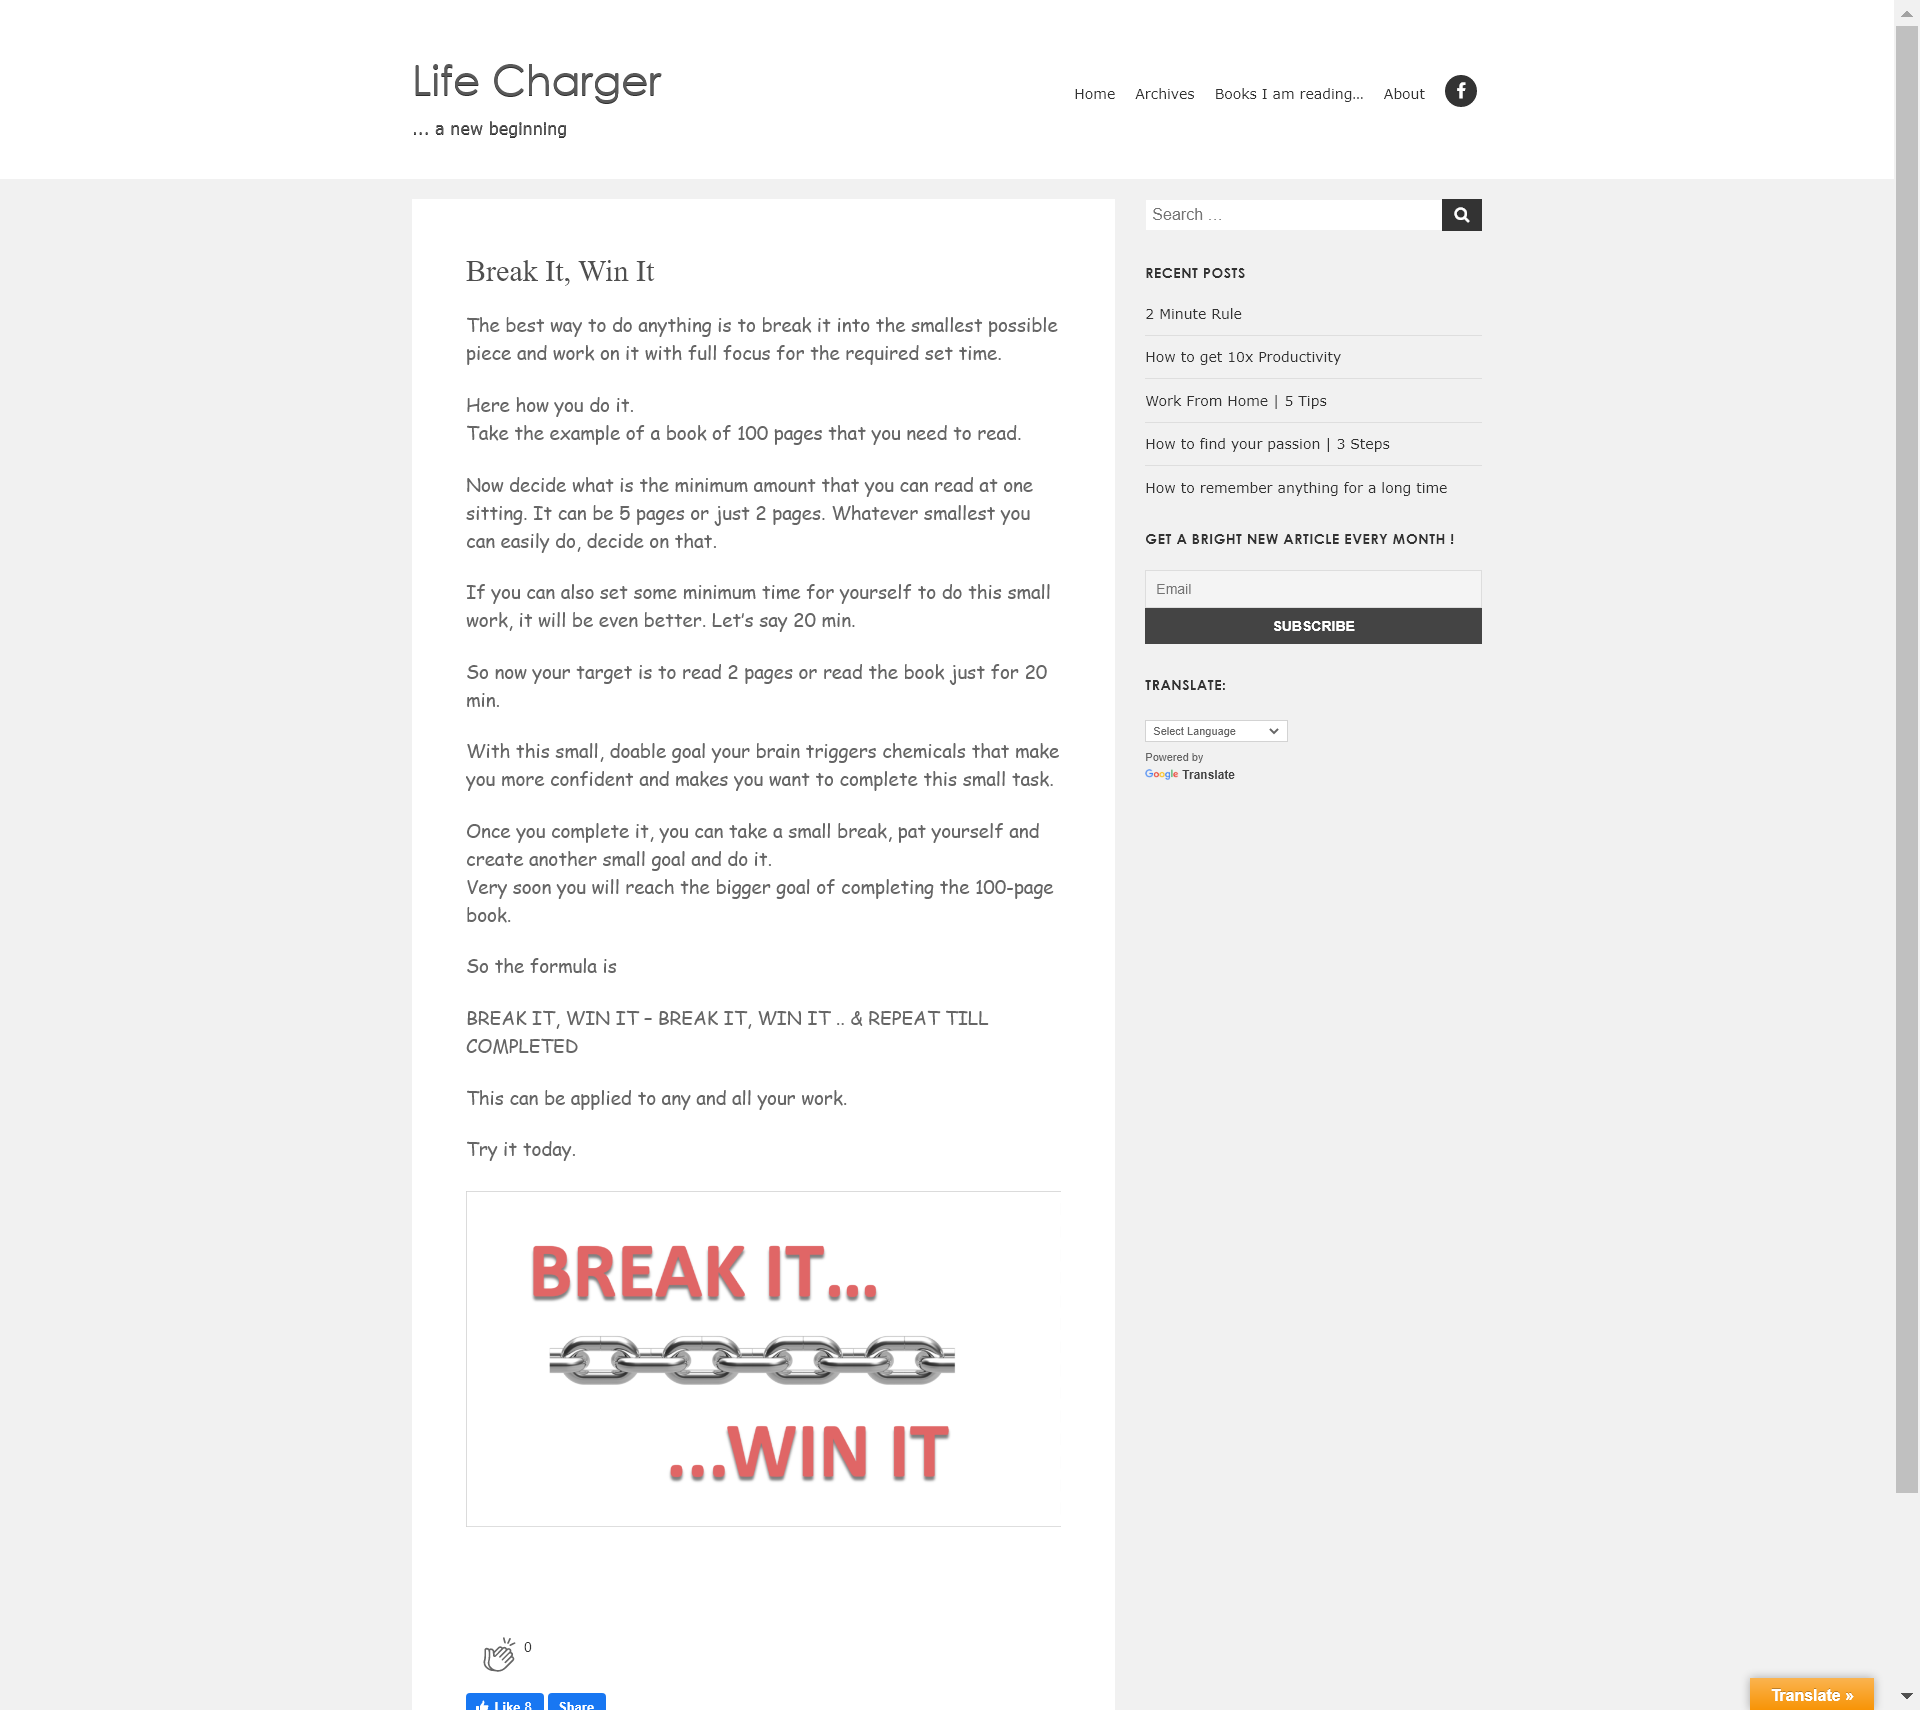 Life Charger
... a new beginning
Home
Archives
Books I am reading…
About
Break It, Win It
The best way to do anything is to break it into the smallest possible
piece and work on it with full focus for the required set time.
Here how you do it.
Take the example of a book of 100 pages that you need to read.
Now decide what is the minimum amount that you can read at one
sitting. It can be 5 pages or just 2 pages. Whatever smallest you
can easily do, decide on that.
If you can also set some minimum time for yourself to do this small
work, it will be even better. Let’s say 20 min.
So now your target is to read 2 pages or read the book just for 20
min.
With this small, doable goal your brain triggers chemicals that make
you more confident and makes you want to complete this small task.
Once you complete it, you can take a small break, pat yourself and
create another small goal and do it.
Very soon you will reach the bigger goal of completing the 100-page
book.
So the formula is
BREAK IT, WIN IT – BREAK IT, WIN IT .. & REPEAT TILL
COMPLETED
This can be applied to any and all your work.
Try it today.
BREAK IT...
...WIN IT
0
Like 8
Share
Search …
RECENT POSTS
2 Minute Rule
How to get 10x Productivity
Work From Home | 5 Tips
How to find your passion | 3 Steps
How to remember anything for a long time
GET A BRIGHT NEW ARTICLE EVERY MONTH !
Email
SUBSCRIBE
TRANSLATE:
Select Language
Powered by
Google Translate
Translate »